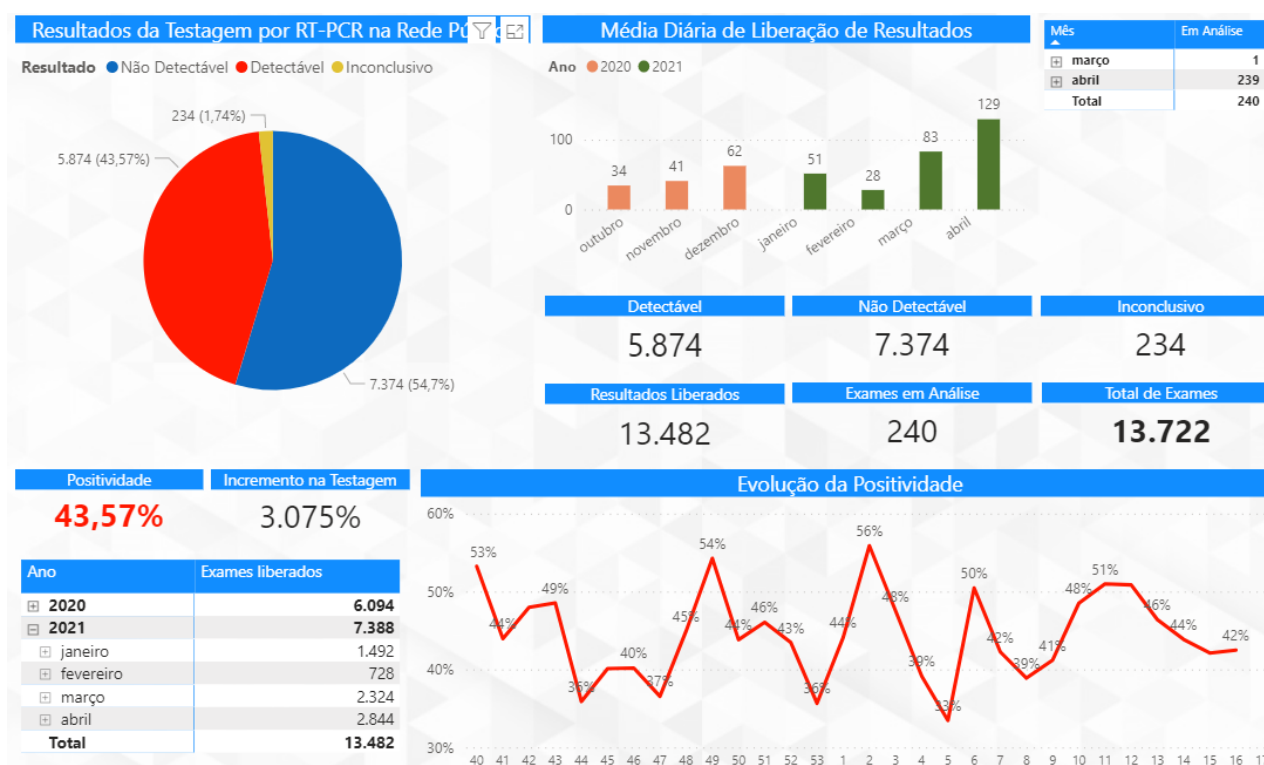 Resultados da Testagem por RT-PCR na Rede Pú
Resultado Não Detectável Detectável Inconclusivo
234 (1,74%)
5.874 (43,57%)
7.374 (54,7%)
Média Diária de Liberação de Resultados
Ano 2020 2021
100
0
34
41
62
51
28
83
129
outubro
novembro
dezembro
janeiro
fevereiro
março
abril
Mês Em Análise
março 1
abril 239
Total 240
Detectável Não Detectável Inconclusivo
5.874 7.374 234
Resultados Liberados Exames em Análise Total de Exames
13.482 240 13.722
Positividade Incremento na Testagem
43,57% 3.075%
Ano Exames liberados
2020 6.094
2021 7.388
janeiro 1.492
fevereiro 728
março 2.324
abril 2.844
Total 13.482
Evolução da Positividade
60%
50%
40%
30%
53%
44%
49%
36%
40%
37%
45%
54%
44%
46%
43%
36%
44%
56%
48%
39%
33%
50%
42%
39%
41%
48%
51%
46%
44%
42%
40 41 42 43 44 45 46 47 48 49 50 51 52 53 1 2 3 4 5 6 7 8 9 10 11 12 13 14 15 16